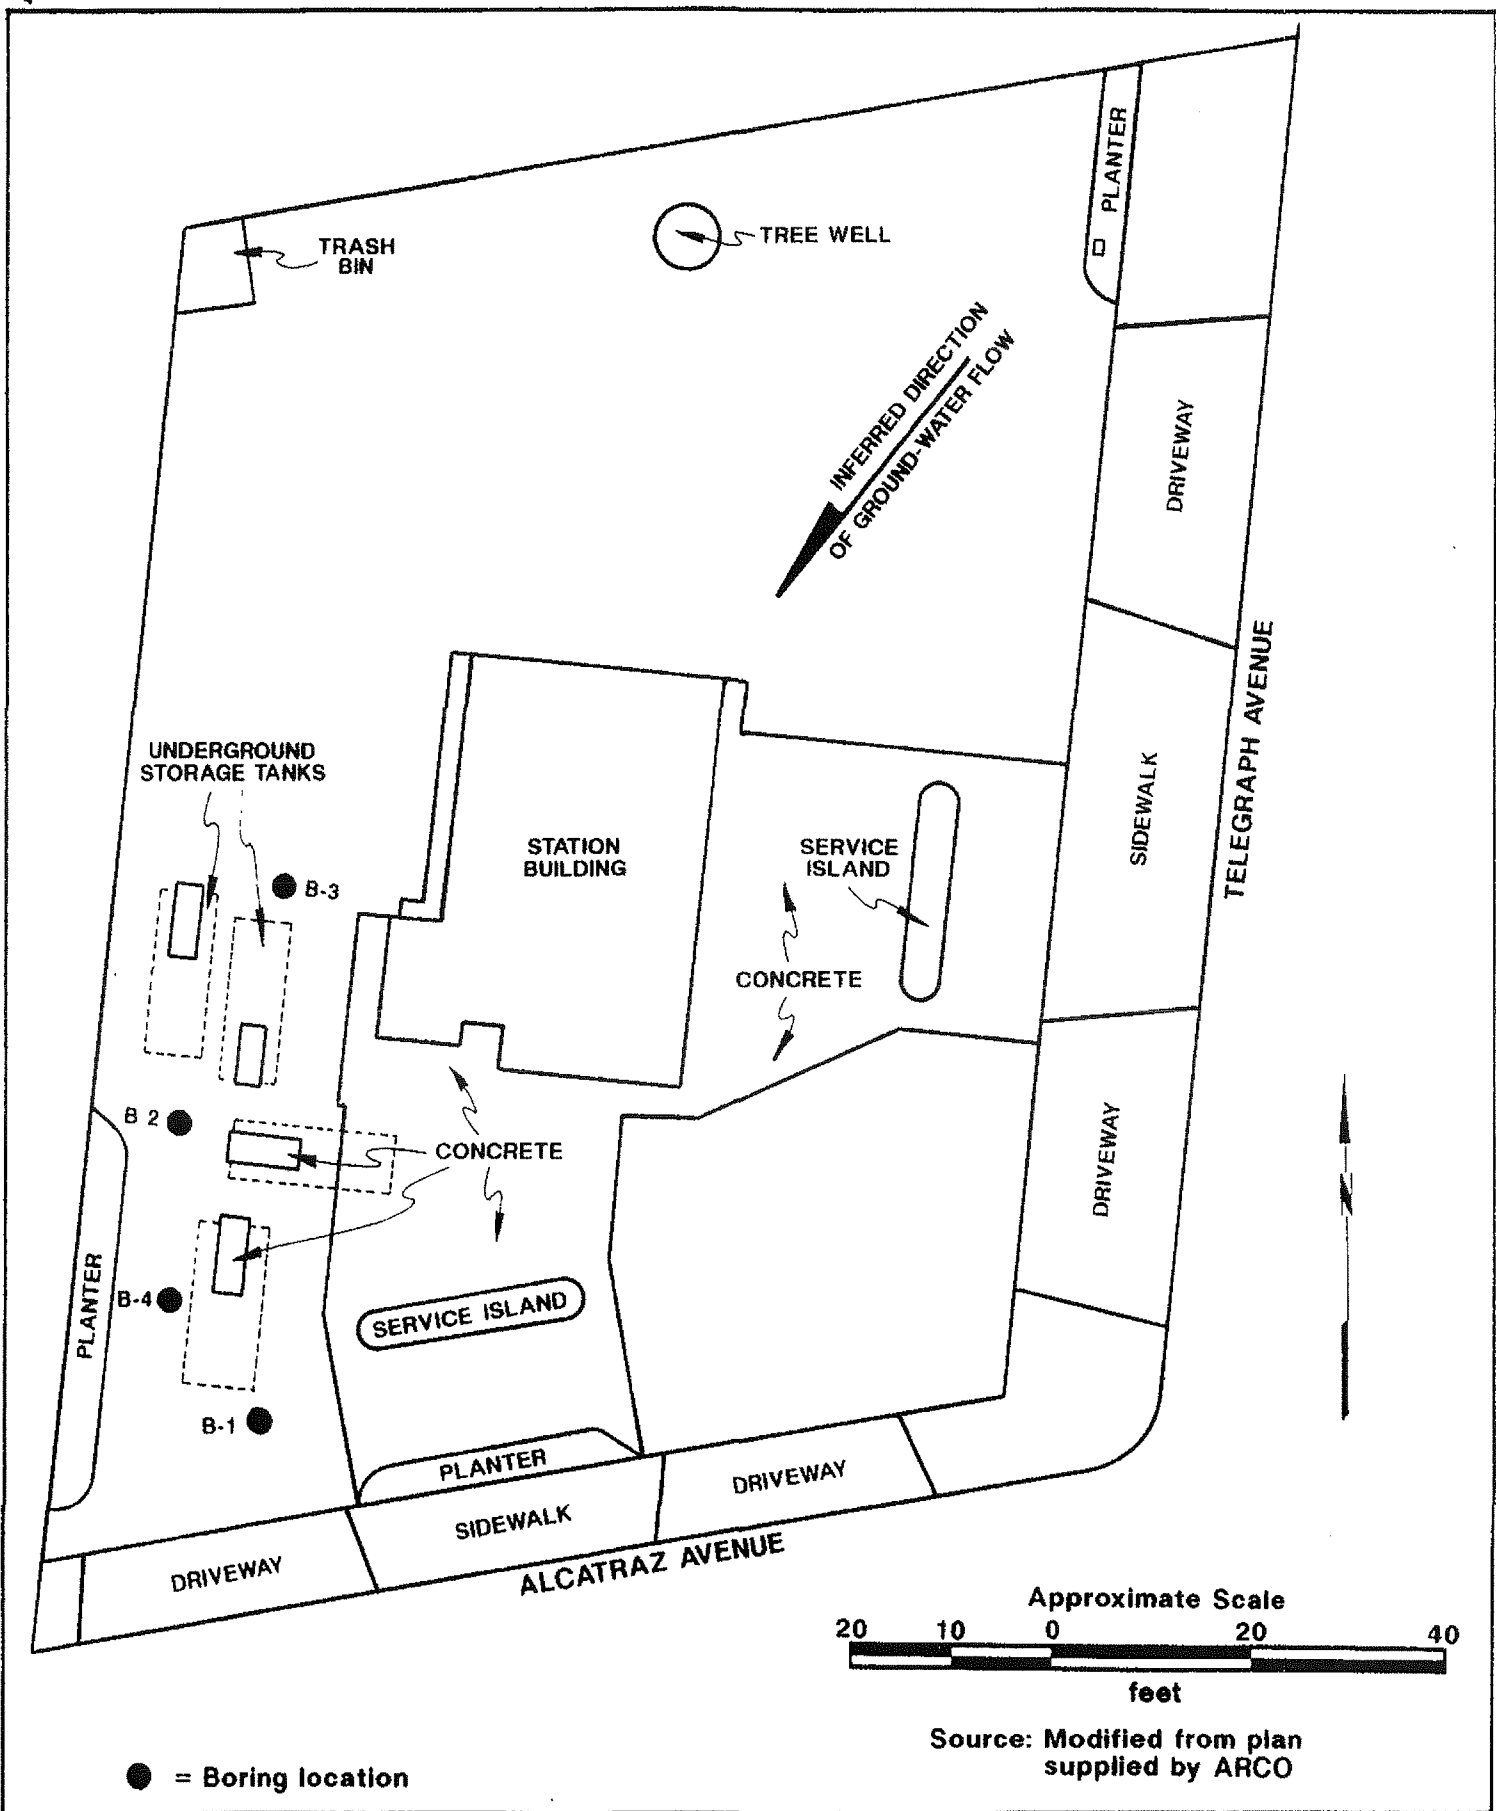 PLANTER
TRASH
BIN
TREE WELL
INFERRED DIRECTION
OF GROUND-WATER FLOW
DRIVEWAY
TELEGRAPH AVENUE
SIDEWALK
UNDERGROUND
STORAGE TANKS
STATION
BUILDING
SERVICE
ISLAND
B-3
CONCRETE
B 2
CONCRETE
DRIVEWAY
N
PLANTER
B-4
SERVICE ISLAND
B-1
PLANTER
SIDEWALK
DRIVEWAY
DRIVEWAY
ALCATRAZ AVENUE
Approximate Scale
20 10 0 20 40
feet
Source: Modified from plan
supplied by ARCO
= Boring location